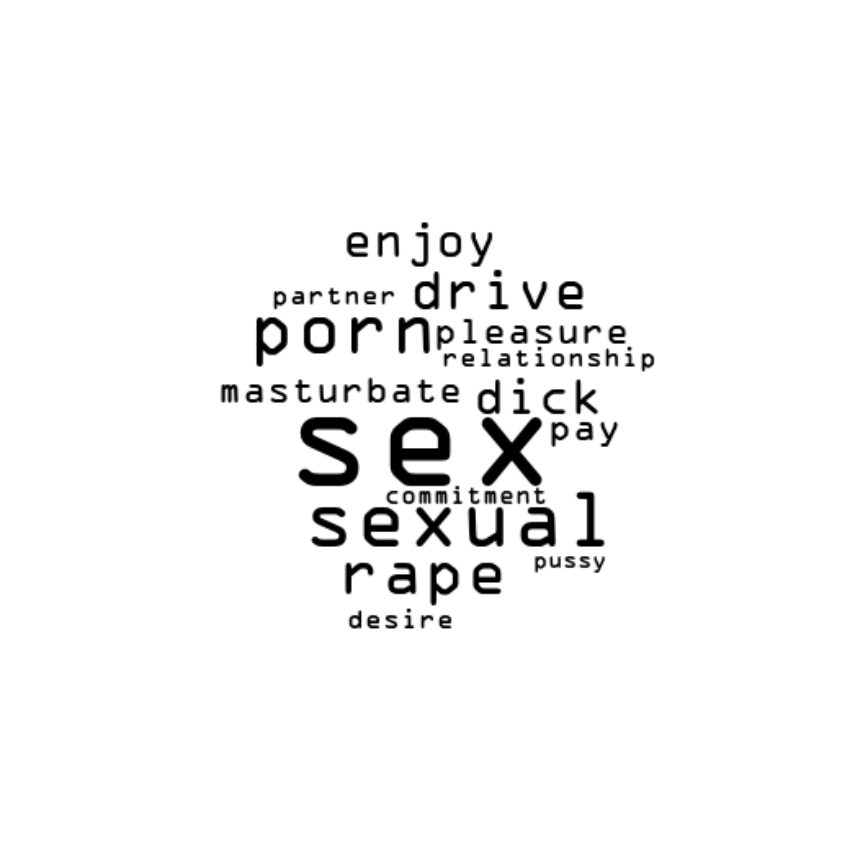 enjoy
partner drive
porn pleasure
relationship
masturbate dick
sex pay
commitment
sexual
rape pussy
desire